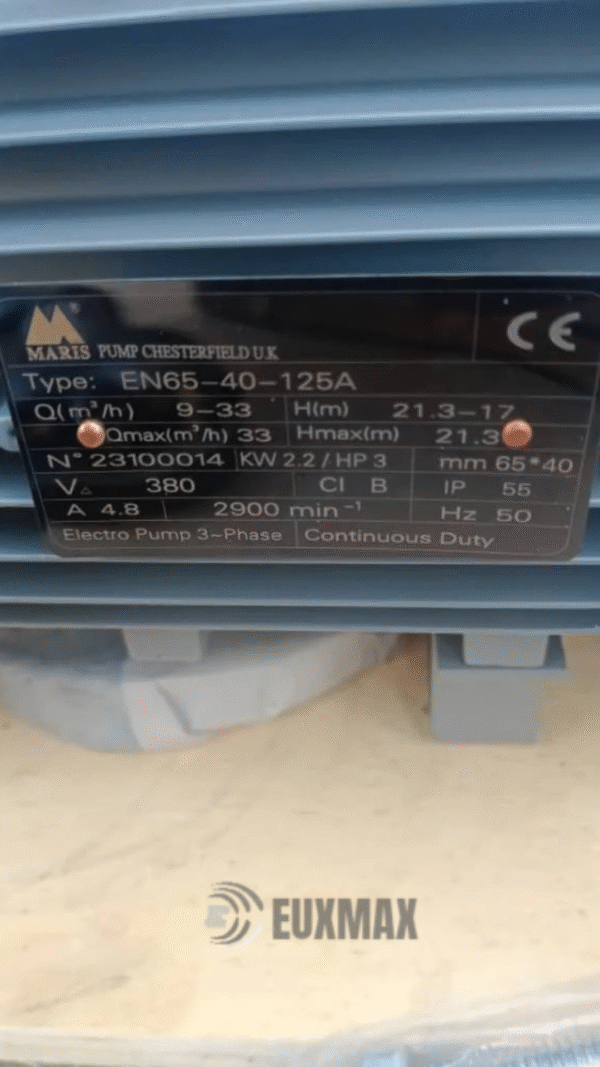 MARIS PUMP CHESTERFIELD U.K
CE
Type: EN65-40-125A
Q(m³/h) 9-33 H(m) 21.3-17
Qmax(m³/h) 33 Hmax(m) 21.3
N° 23100014 KW 2.2 / HP 3 mm 65*40
V△ 380 Cl B IP 55
A 4.8 2900 min⁻¹ Hz 50
Electro Pump 3~Phase Continuous Duty
EUXMAX